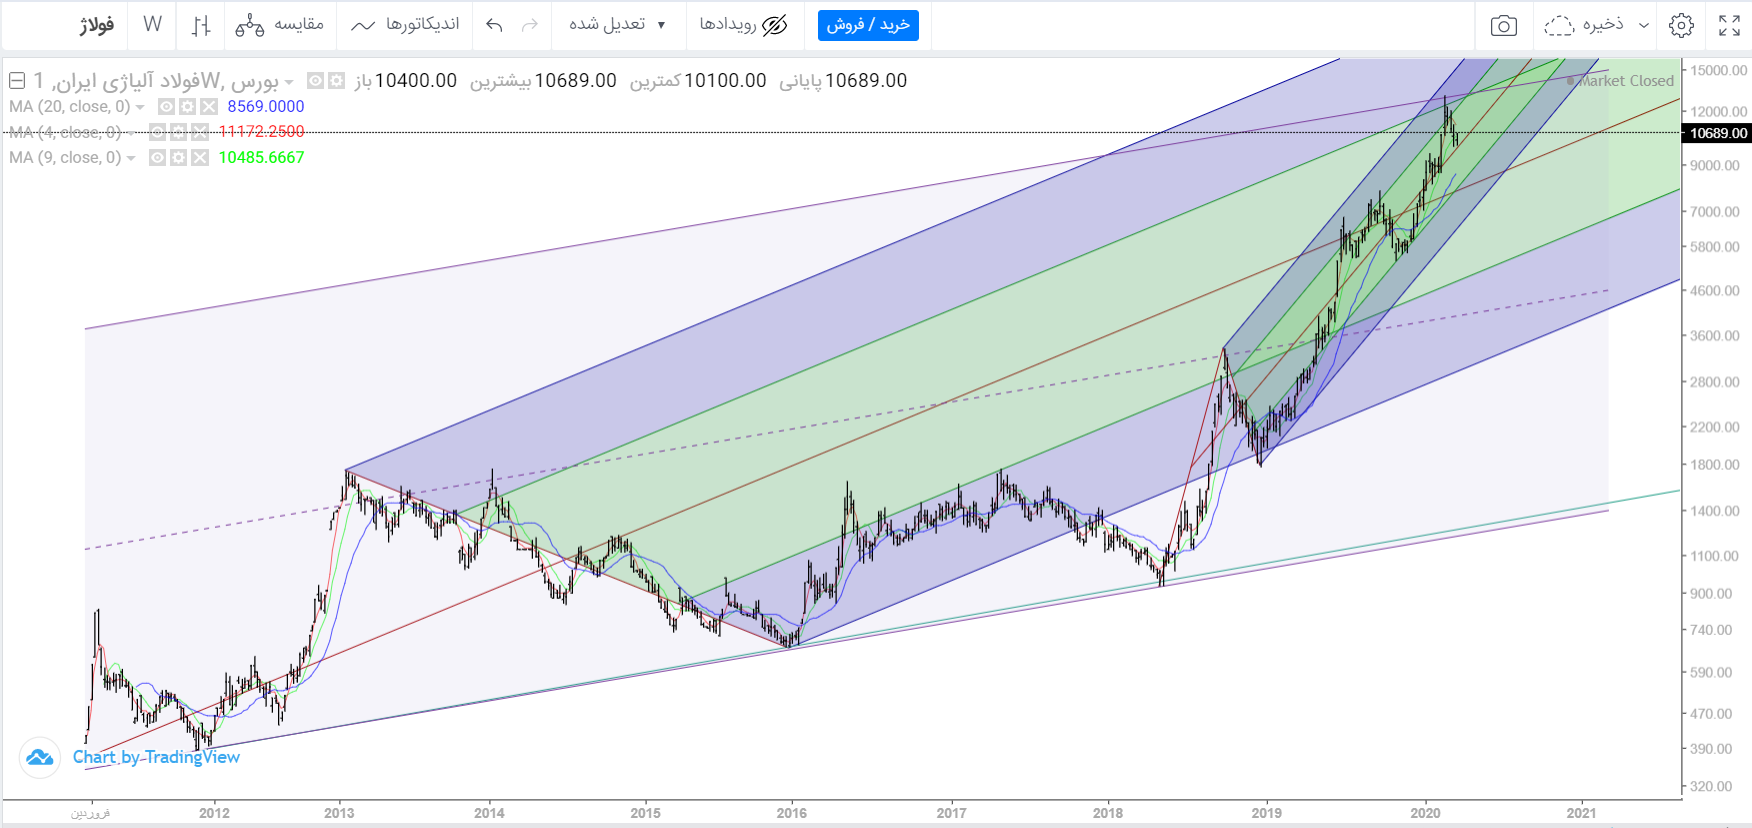 فولاژ W مقایسه اندیکاتورها تعدیل شده رویدادها خرید / فروش ذخیره
فولاد آلیاژی ایران, 1W, بورس باز 10400.00 بیشترین 10689.00 کمترین 10100.00 پایانی 10689.00
Market Closed
MA (20, close, 0) 8569.0000
MA (4, close, 0) 11172.2500
MA (9, close, 0) 10485.6667
15000.00
12000.00
10689.00
9000.00
7000.00
5800.00
4600.00
3600.00
2800.00
2200.00
1800.00
1400.00
1100.00
900.00
740.00
590.00
470.00
390.00
320.00
Chart by TradingView
فروردین 2012 2013 2014 2015 2016 2017 2018 2019 2020 2021